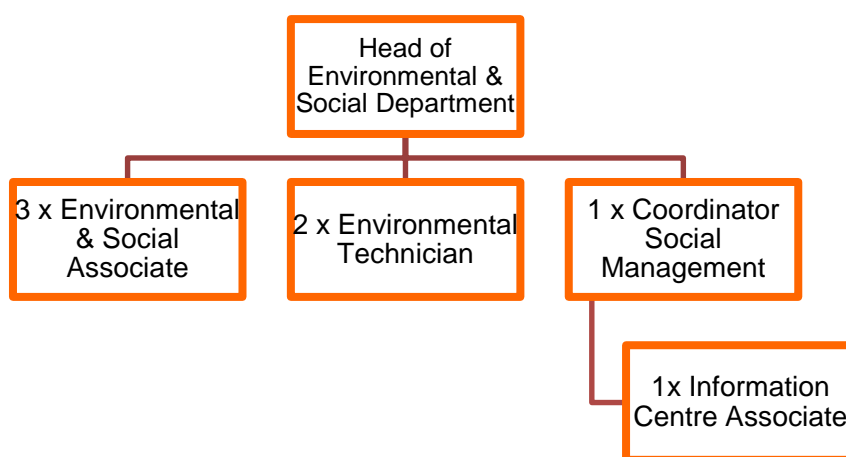 Head of
Environmental &
Social Department
3 x Environmental
& Social
Associate
2 x Environmental
Technician
1 x Coordinator
Social
Management
1x Information
Centre Associate